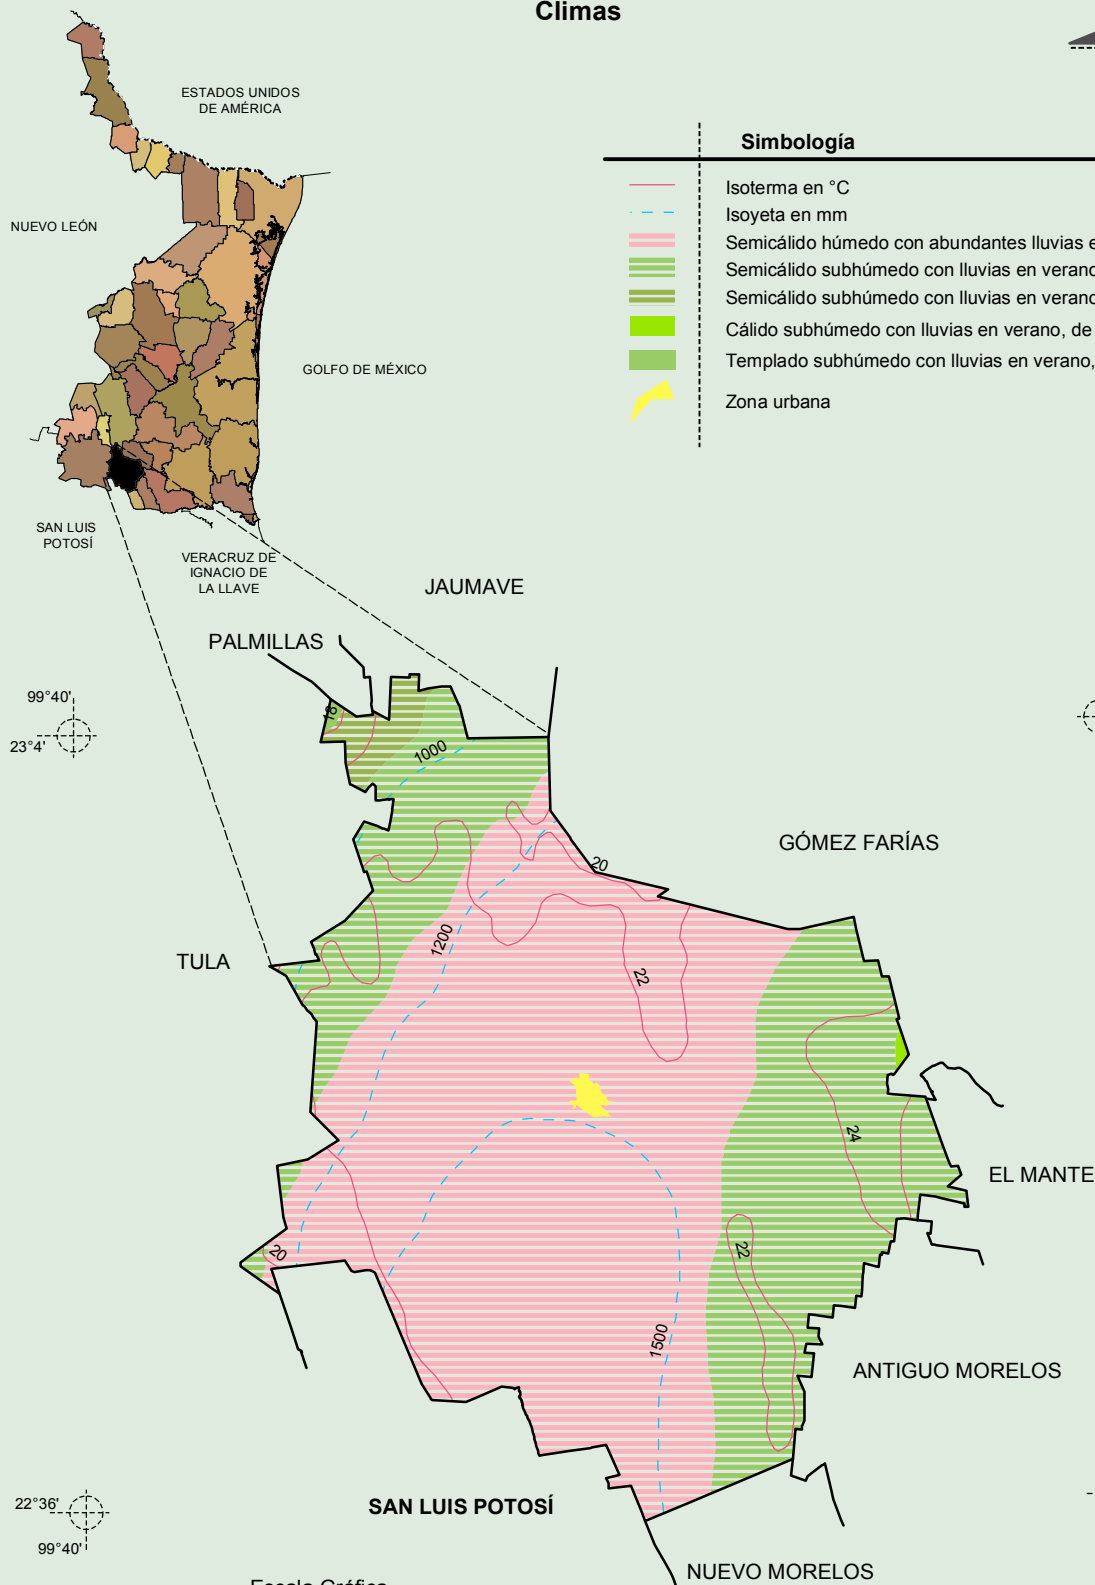 Climas
ESTADOS UNIDOS
DE AMÉRICA
NUEVO LEÓN
GOLFO DE MÉXICO
SAN LUIS
POTOSÍ
VERACRUZ DE
IGNACIO DE
LA LLAVE
Simbología
Isoterma en °C
Isoyeta en mm
Semicálido húmedo con abundantes lluvias e
Semicálido subhúmedo con lluvias en verano
Semicálido subhúmedo con lluvias en verano
Cálido subhúmedo con lluvias en verano, de
Templado subhúmedo con lluvias en verano,
Zona urbana
JAUMAVE
PALMILLAS
99°40'
23°4'
18
1000
GÓMEZ FARÍAS
20
1200
TULA
22
24
EL MANTE
20
22
1500
ANTIGUO MORELOS
22°36'
99°40'
SAN LUIS POTOSÍ
NUEVO MORELOS
Escala Gráfica